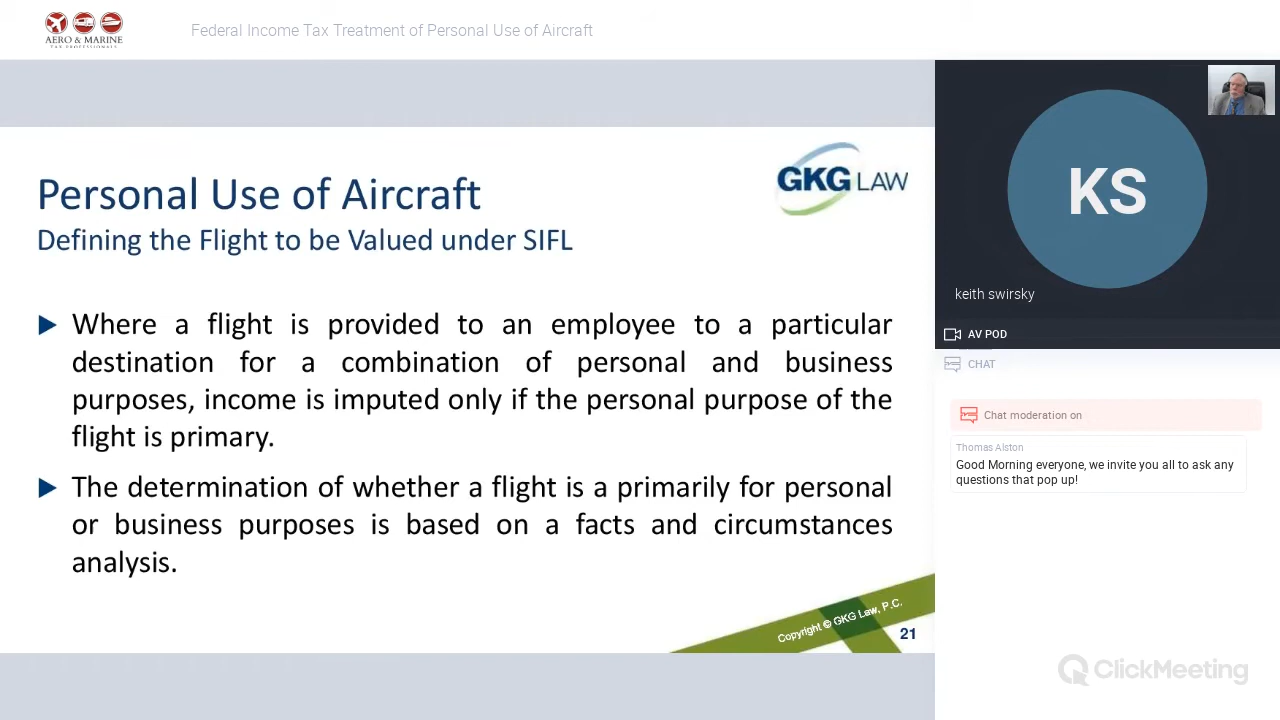 AERO & MARINE
TAX PROFESSIONALS
Federal Income Tax Treatment of Personal Use of Aircraft
GKG LAW
Personal Use of Aircraft
Defining the Flight to be Valued under SIFL
Where a flight is provided to an employee to a particular
destination for a combination of personal and business
purposes, income is imputed only if the personal purpose of the
flight is primary.
The determination of whether a flight is a primarily for personal
or business purposes is based on a facts and circumstances
analysis.
Copyright © GKG Law, P.C.
21
KS
keith swirsky
AV POD
CHAT
Chat moderation on
Thomas Alston
Good Morning everyone, we invite you all to ask any
questions that pop up!
ClickMeeting